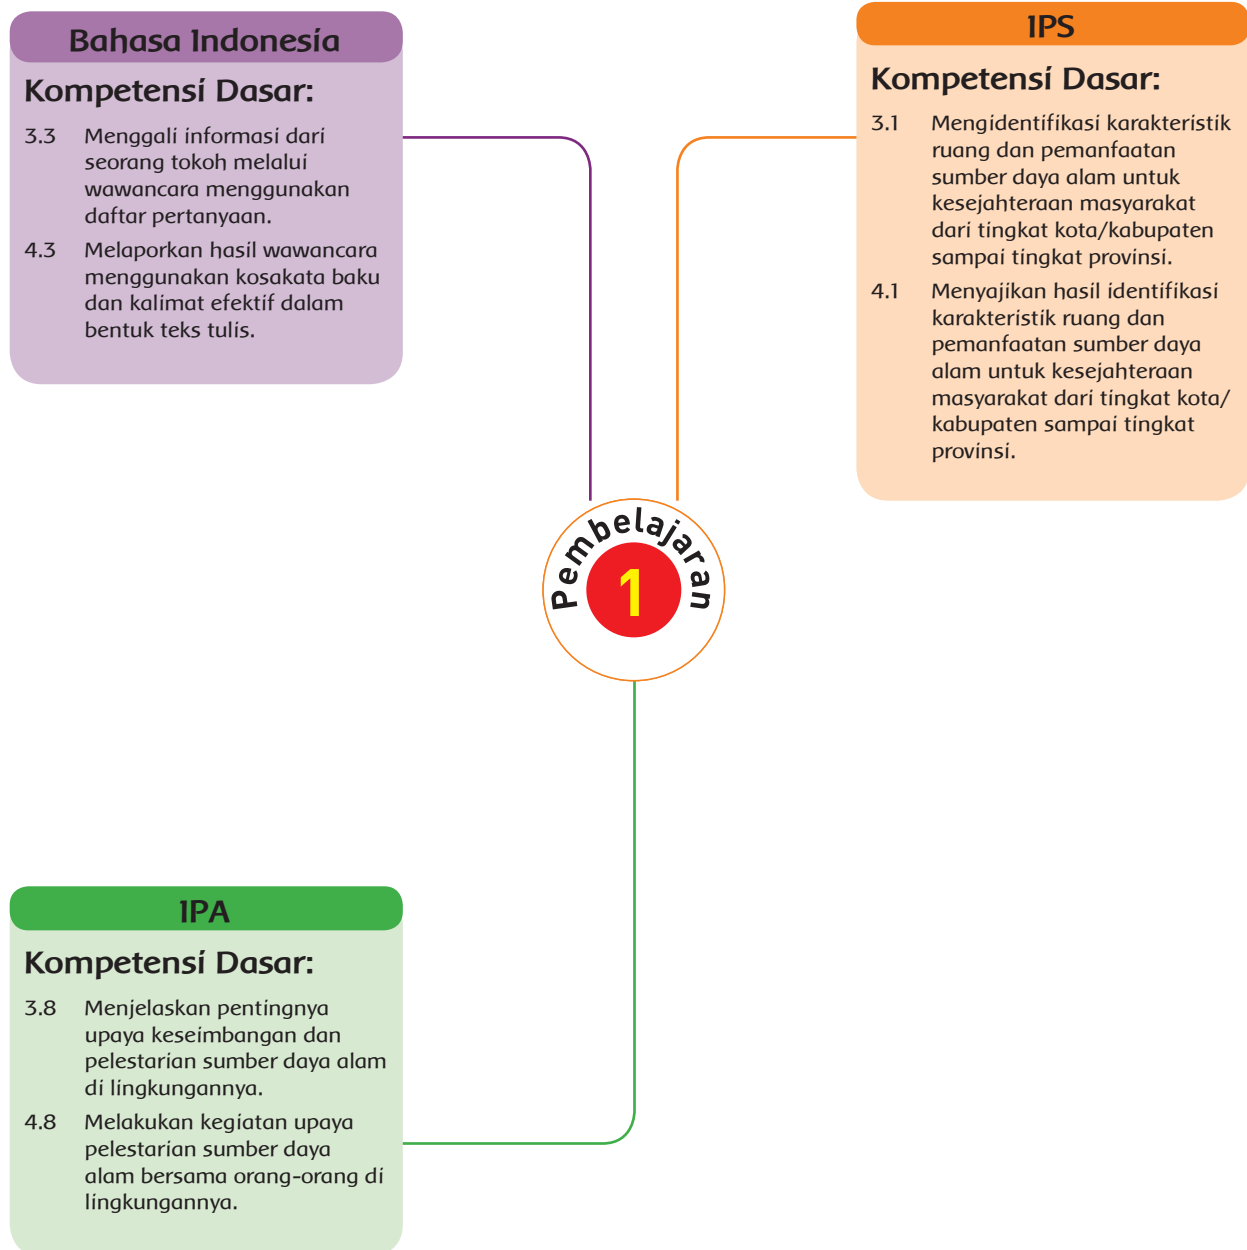 Bahasa Indonesia
Kompetensi Dasar:
3.3 Menggali informasi dari
seorang tokoh melalui
wawancara menggunakan
daftar pertanyaan.
4.3 Melaporkan hasil wawancara
menggunakan kosakata baku
dan kalimat efektif dalam
bentuk teks tulis.
IPS
Kompetensi Dasar:
3.1 Mengidentifikasi karakteristik
ruang dan pemanfaatan
sumber daya alam untuk
kesejahteraan masyarakat
dari tingkat kota/kabupaten
sampai tingkat provinsi.
4.1 Menyajikan hasil identifikasi
karakteristik ruang dan
pemanfaatan sumber daya
alam untuk kesejahteraan
masyarakat dari tingkat kota/
kabupaten sampai tingkat
provinsi.
Pembelajaran
1
IPA
Kompetensi Dasar:
3.8 Menjelaskan pentingnya
upaya keseimbangan dan
pelestarian sumber daya alam
di lingkungannya.
4.8 Melakukan kegiatan upaya
pelestarian sumber daya
alam bersama orang-orang di
lingkungannya.